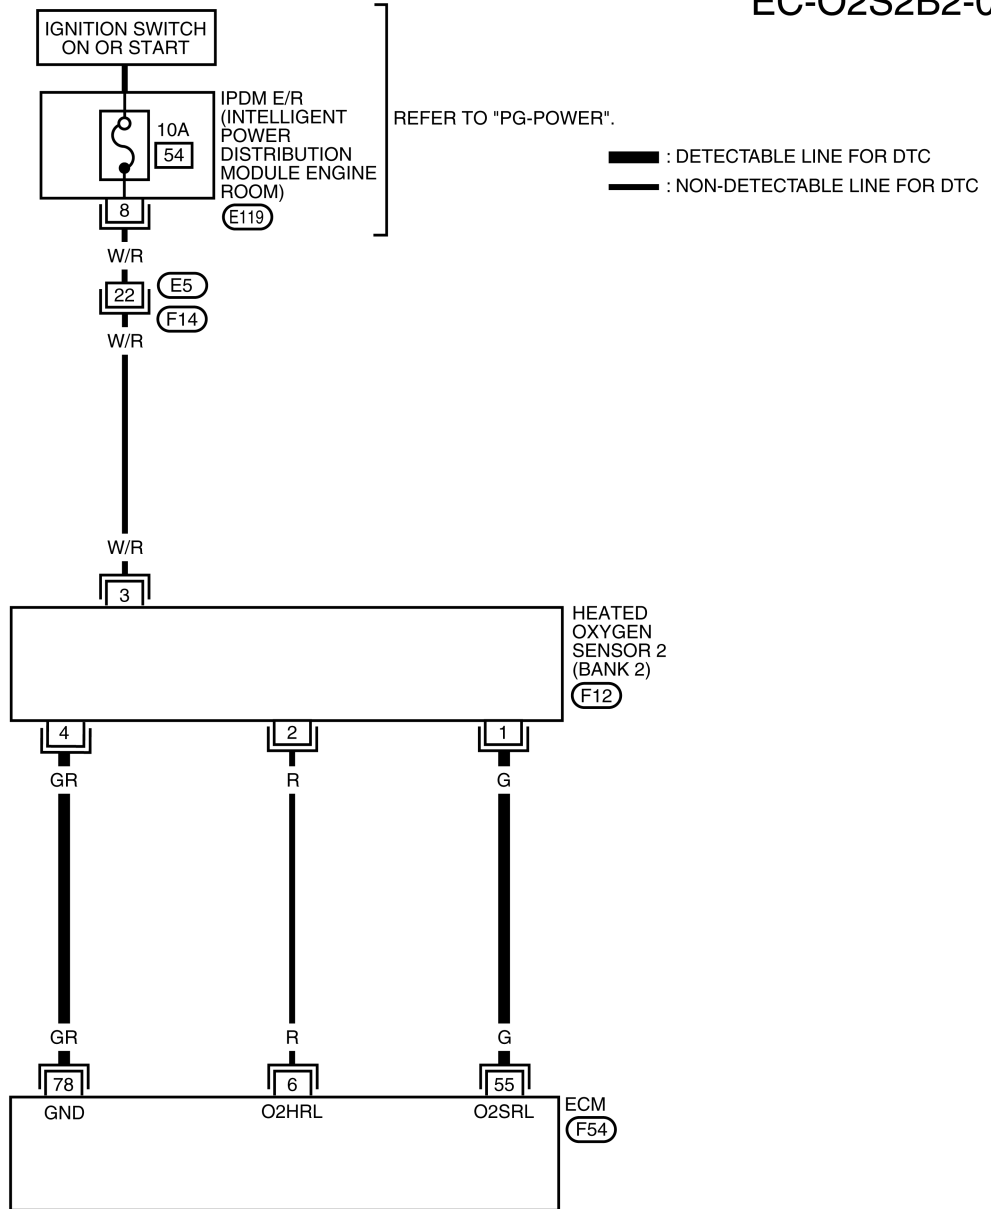 EC-O2S2B2-0
IGNITION SWITCH
ON OR START
IPDM E/R
(INTELLIGENT
POWER
DISTRIBUTION
MODULE ENGINE
ROOM)
E119
10A
54
REFER TO "PG-POWER".
: DETECTABLE LINE FOR DTC
: NON-DETECTABLE LINE FOR DTC
8
W/R
22
E5
F14
W/R
W/R
3
HEATED
OXYGEN
SENSOR 2
(BANK 2)
F12
4 2 1
GR R G
GR R G
78 6 55
GND O2HRL O2SRL
ECM
F54